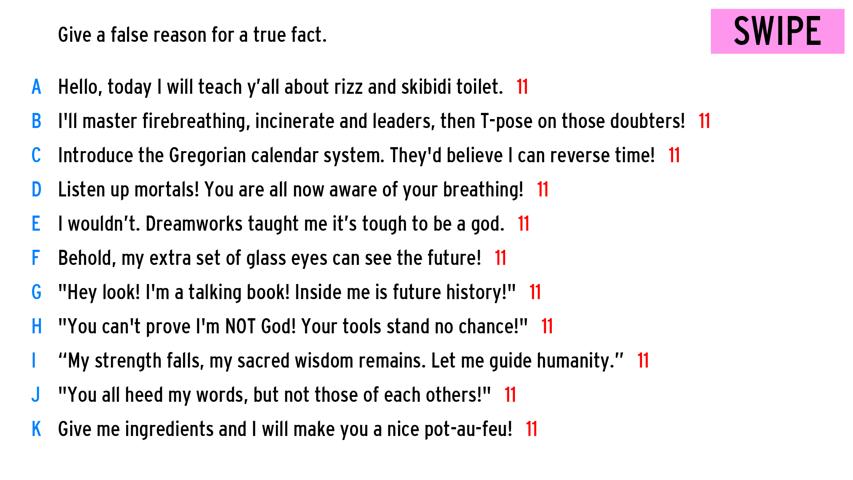 Give a false reason for a true fact.
SWIPE
A Hello, today I will teach y’all about rizz and skibidi toilet. 11
B I'll master firebreathing, incinerate and leaders, then T-pose on those doubters! 11
C Introduce the Gregorian calendar system. They'd believe I can reverse time! 11
D Listen up mortals! You are all now aware of your breathing! 11
E I wouldn’t. Dreamworks taught me it’s tough to be a god. 11
F Behold, my extra set of glass eyes can see the future! 11
G "Hey look! I'm a talking book! Inside me is future history!" 11
H "You can't prove I'm NOT God! Your tools stand no chance!" 11
I “My strength falls, my sacred wisdom remains. Let me guide humanity.” 11
J "You all heed my words, but not those of each others!" 11
K Give me ingredients and I will make you a nice pot-au-feu! 11